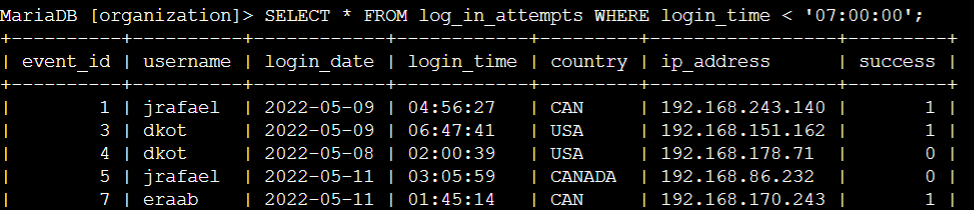 MariaDB [organization]> SELECT * FROM log_in_attempts WHERE login_time < '07:00:00';
+----------+----------+------------+------------+---------+-----------------+---------+
| event_id | username | login_date | login_time | country | ip_address      | success |
+----------+----------+------------+------------+---------+-----------------+---------+
|        1 | jrafael  | 2022-05-09 | 04:56:27   | CAN     | 192.168.243.140 |       1 |
|        3 | dkot     | 2022-05-09 | 06:47:41   | USA     | 192.168.151.162 |       1 |
|        4 | dkot     | 2022-05-08 | 02:00:39   | USA     | 192.168.178.71  |       0 |
|        5 | jrafael  | 2022-05-11 | 03:05:59   | CANADA  | 192.168.86.232  |       0 |
|        7 | eraab    | 2022-05-11 | 01:45:14   | CAN     | 192.168.170.243 |       1 |